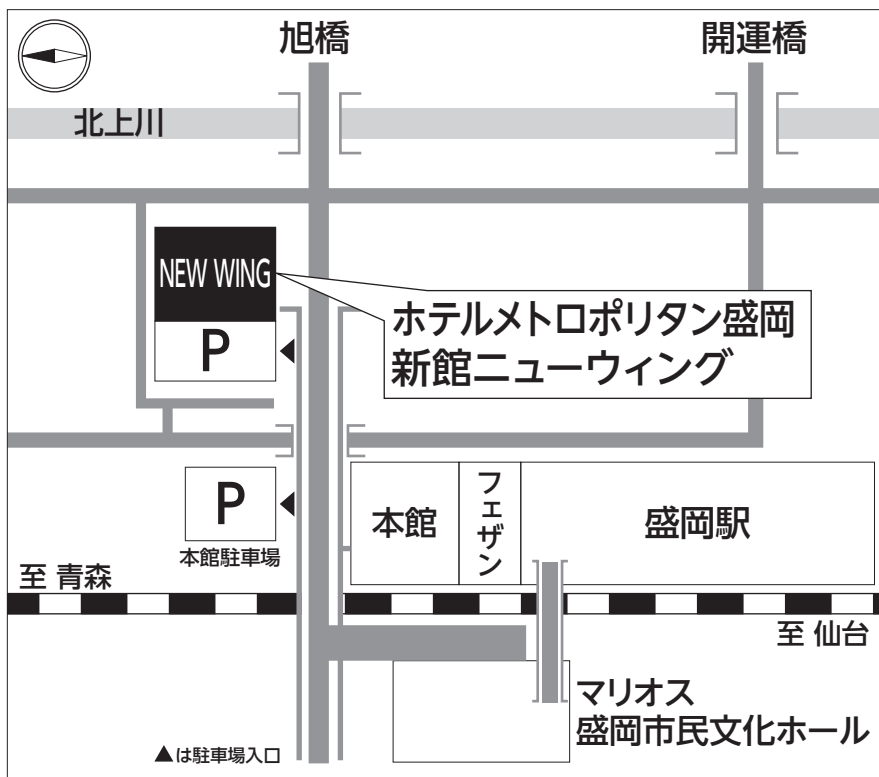 旭橋
開運橋
北上川
NEW WING
ホテルメトロポリタン盛岡
新館ニューウィング
P
P
本館駐車場
本館
フェザン
盛岡駅
至 青森
至 仙台
マリオス
盛岡市民文化ホール
▲は駐車場入口